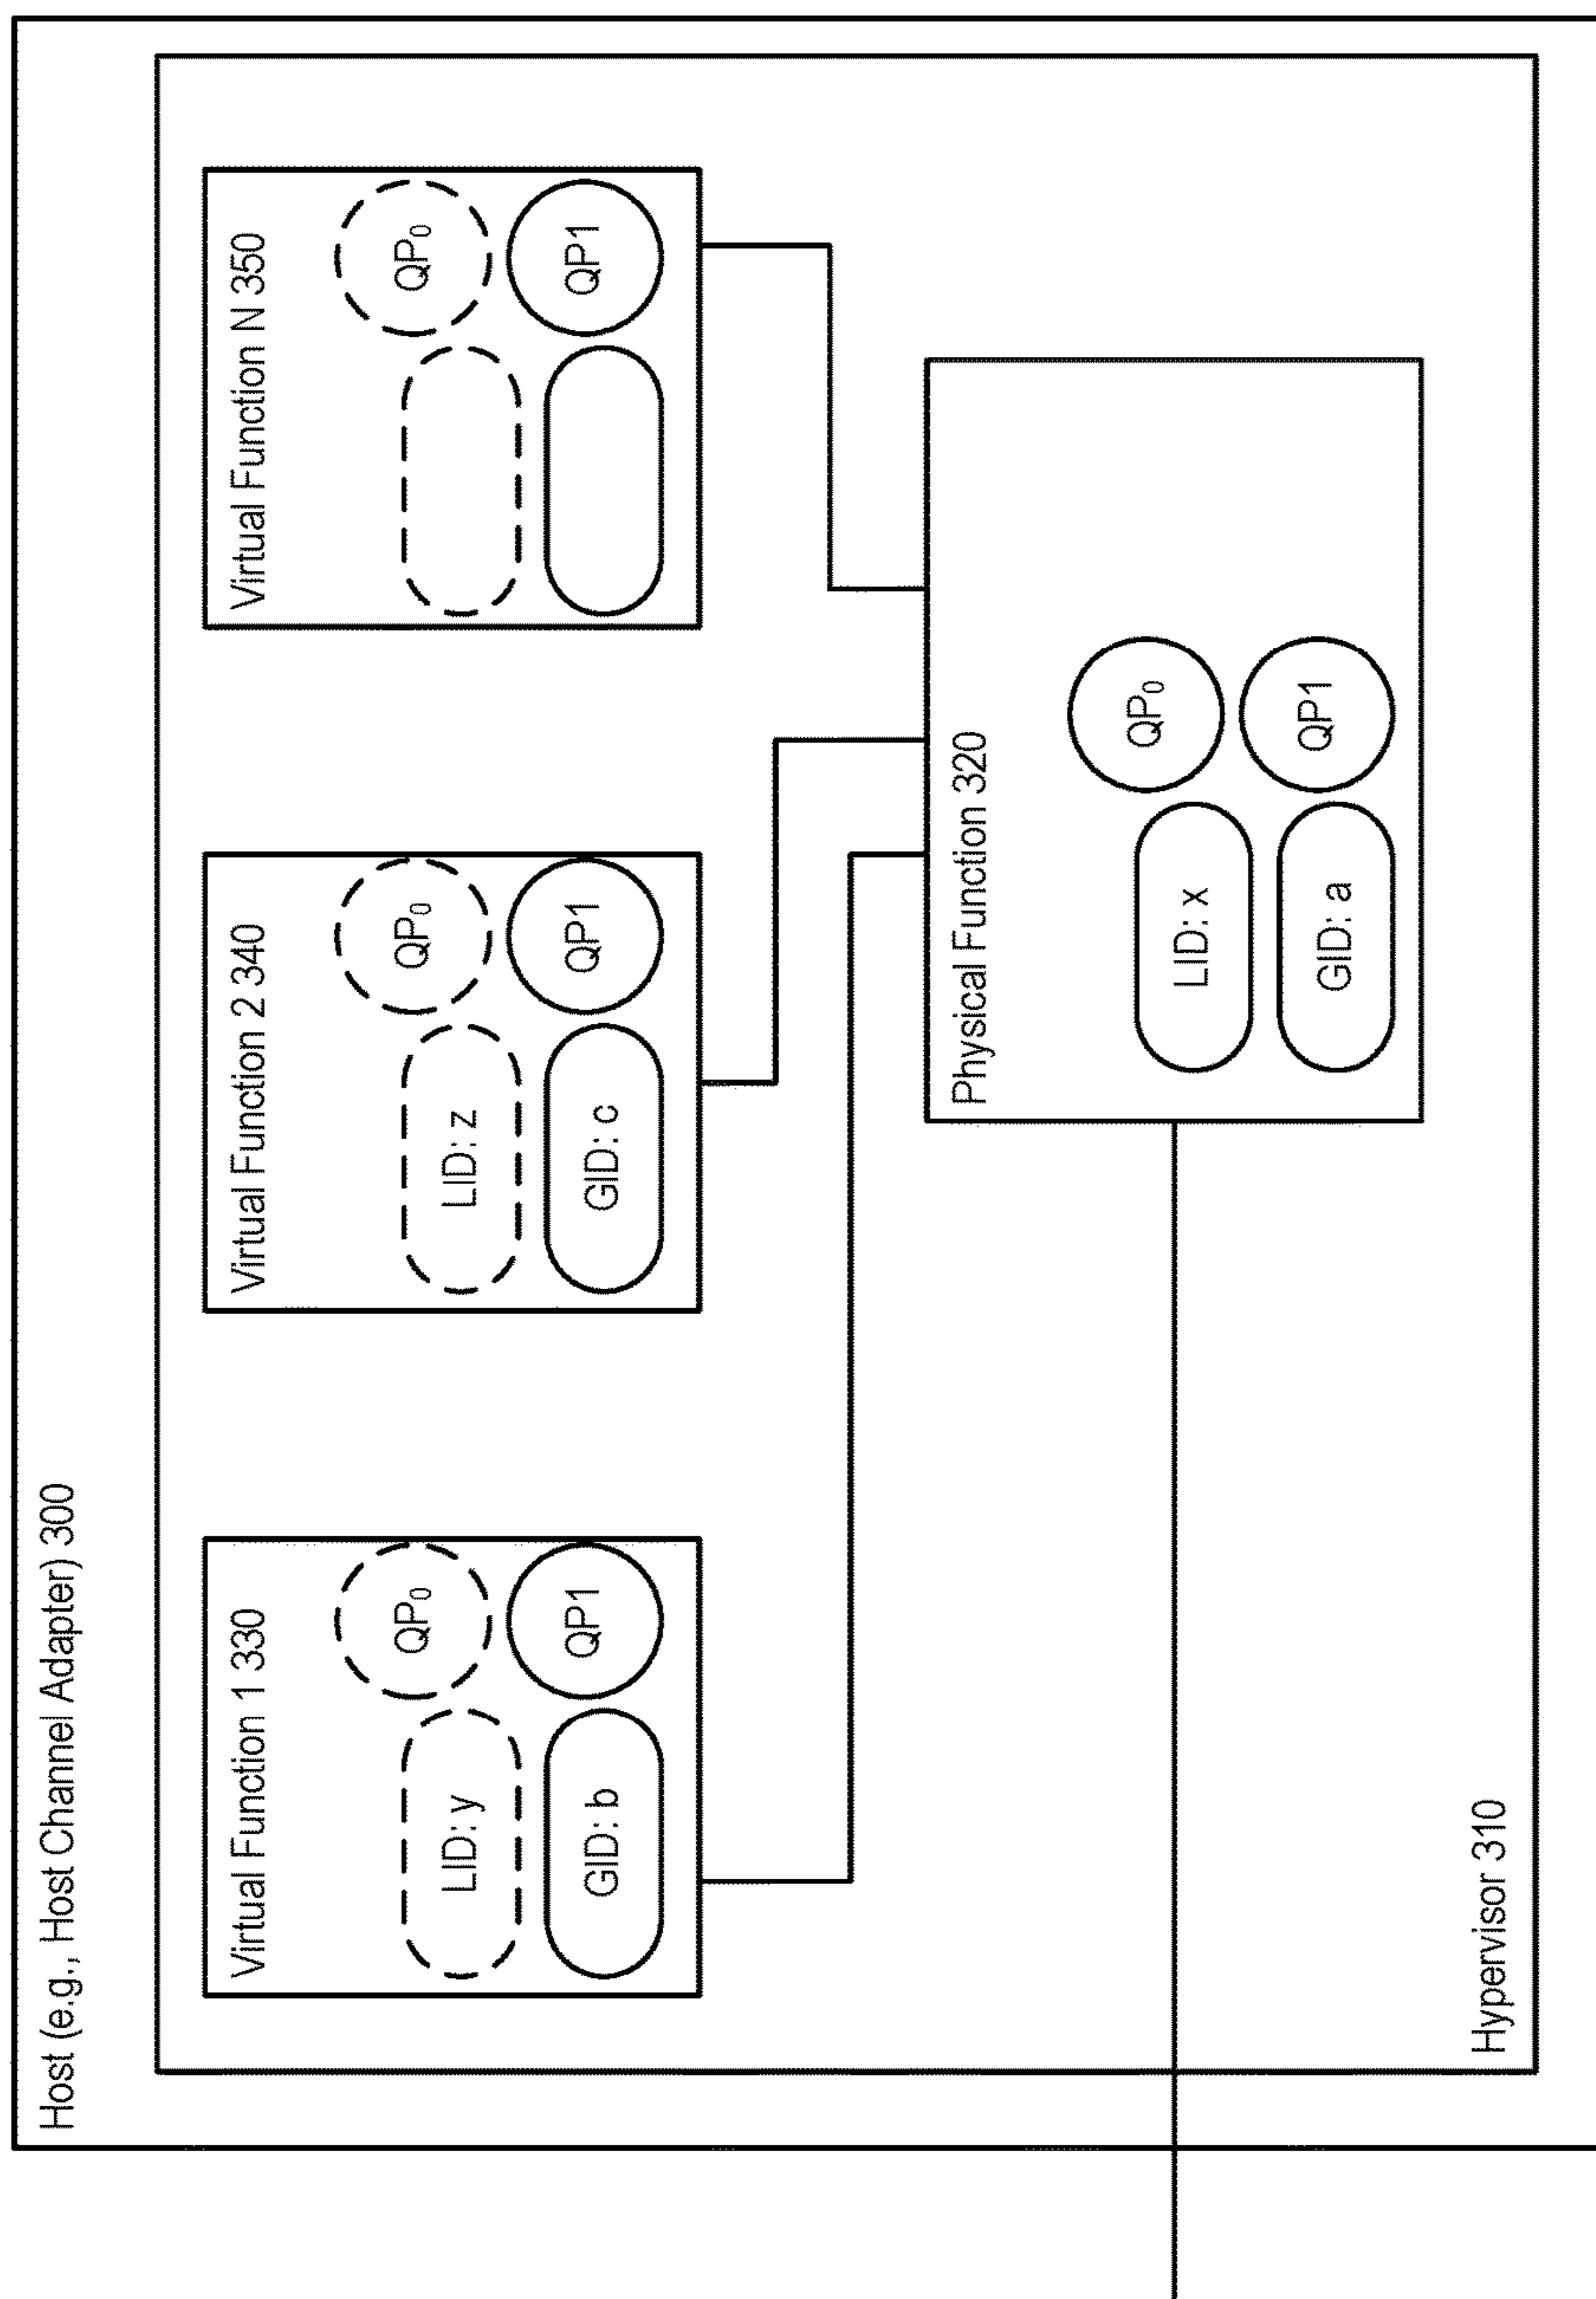 Host (e.g., Host Channel Adapter) 300
Virtual Function 1 330
QP₀
LID: y
QP1
GID: b
Virtual Function 2 340
QP₀
LID: z
QP1
GID: c
Virtual Function N 350
QP₀
QP1
Physical Function 320
QP₀
LID: x
QP1
GID: a
Hypervisor 310